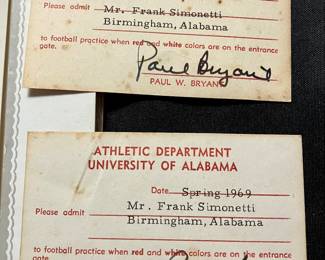 Please admit Mr. Frank Simonetti
Birmingham, Alabama
to football practice when red and white colors are on the entrance
gate.
Paul Bryant
PAUL W. BRYANT
ATHLETIC DEPARTMENT
UNIVERSITY OF ALABAMA
Date Spring 1969
Please admit Mr. Frank Simonetti
Birmingham, Alabama
to football practice when red and white colors are on the entrance
gate.